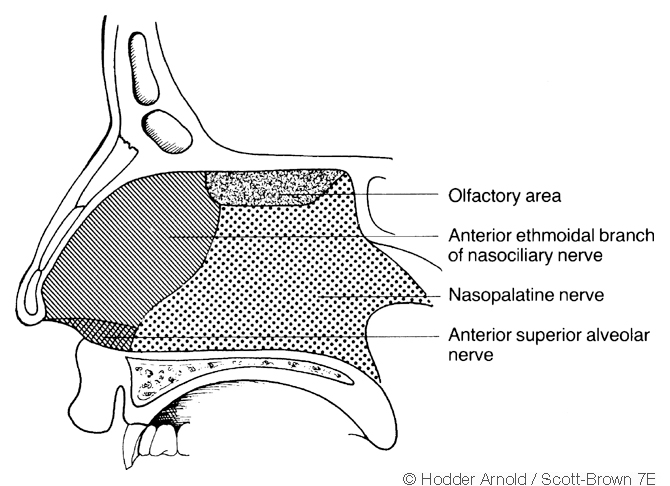 Olfactory area
Anterior ethmoidal branch
of nasociliary nerve
Nasopalatine nerve
Anterior superior alveolar
nerve
© Hodder Arnold / Scott-Brown 7E